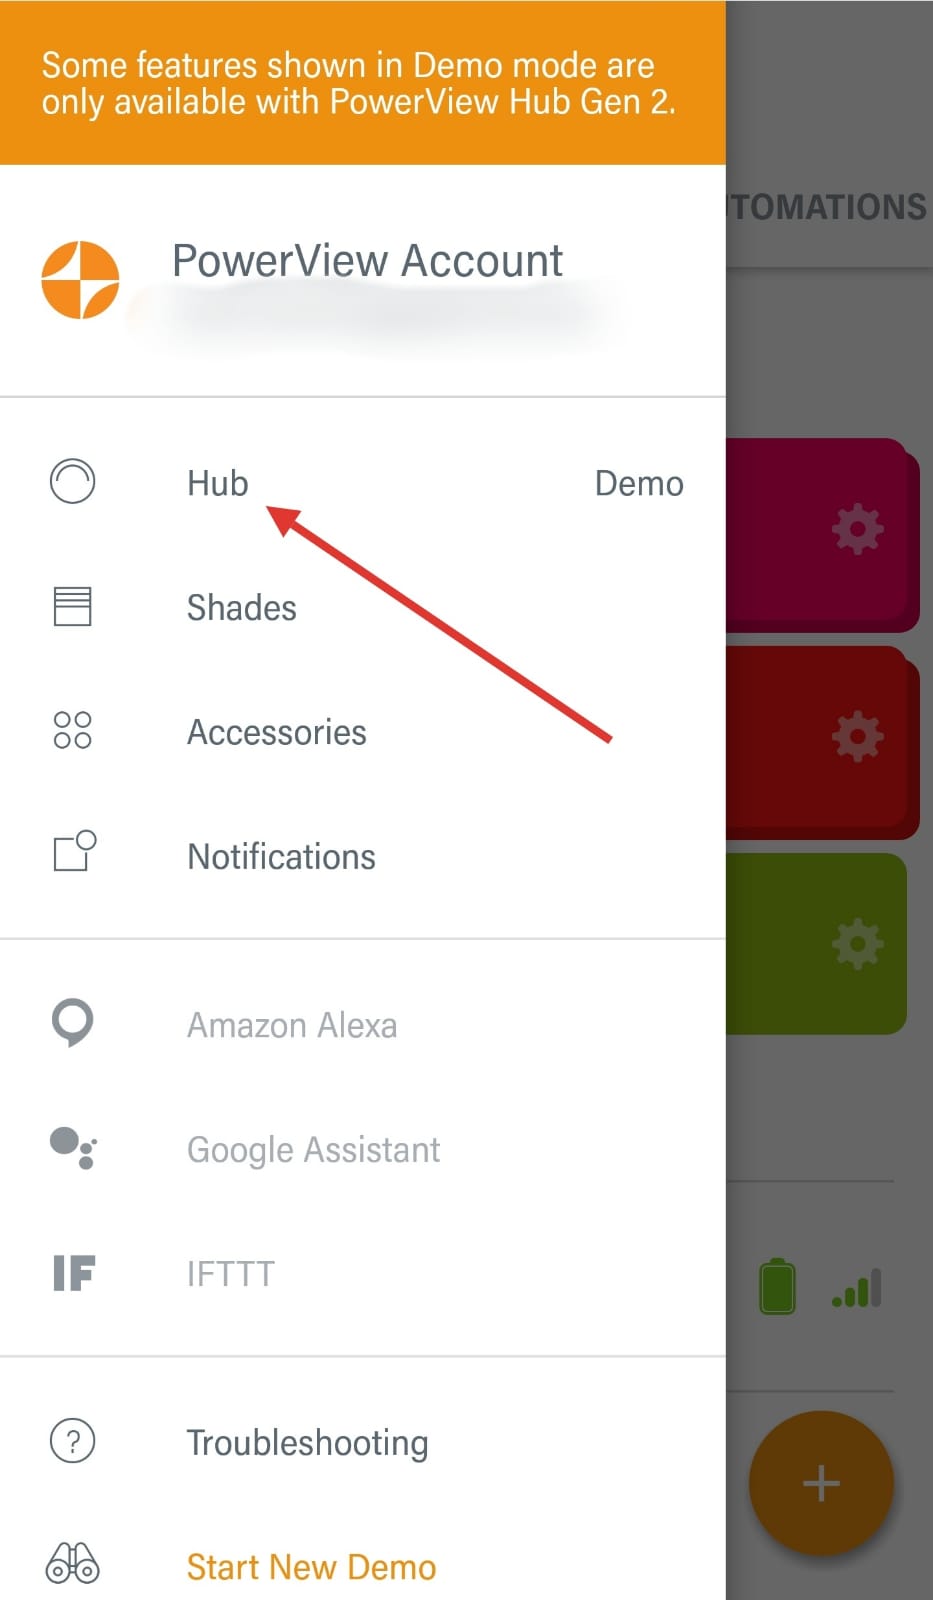 Some features shown in Demo mode are
only available with PowerView Hub Gen 2.
TOMATIONS
PowerView Account
Hub Demo
Shades
Accessories
Notifications
Amazon Alexa
Google Assistant
IF IFTTT
? Troubleshooting
Start New Demo